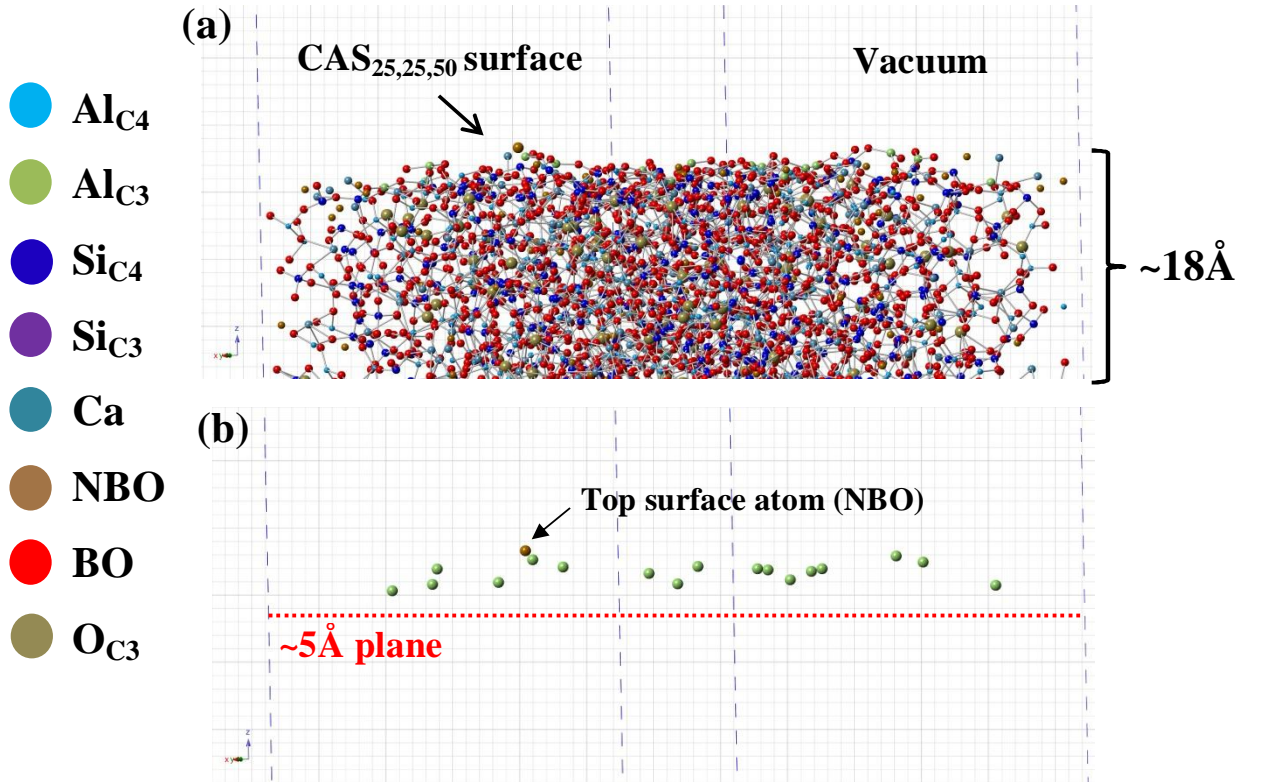 (a)
CAS25,25,50 surface
Vacuum
AlC4
AlC3
SiC4
SiC3
Ca
NBO
BO
OC3
~18Å
z
x y
(b)
Top surface atom (NBO)
~5Å plane
z
x y